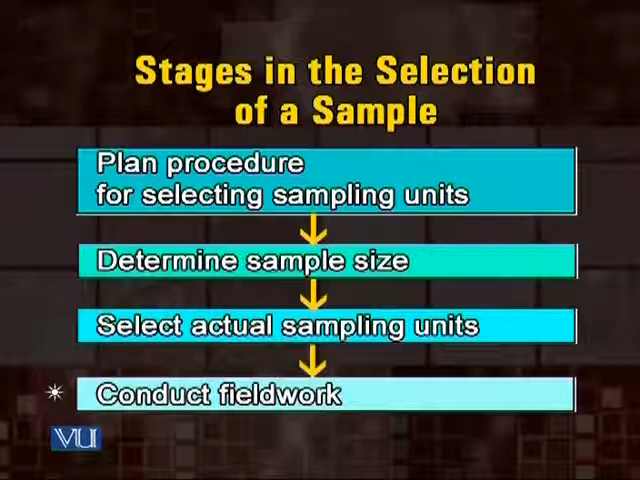 Stages in the Selection
of a Sample
Plan procedure
for selecting sampling units
Determine sample size
Select actual sampling units
Conduct fieldwork
VU